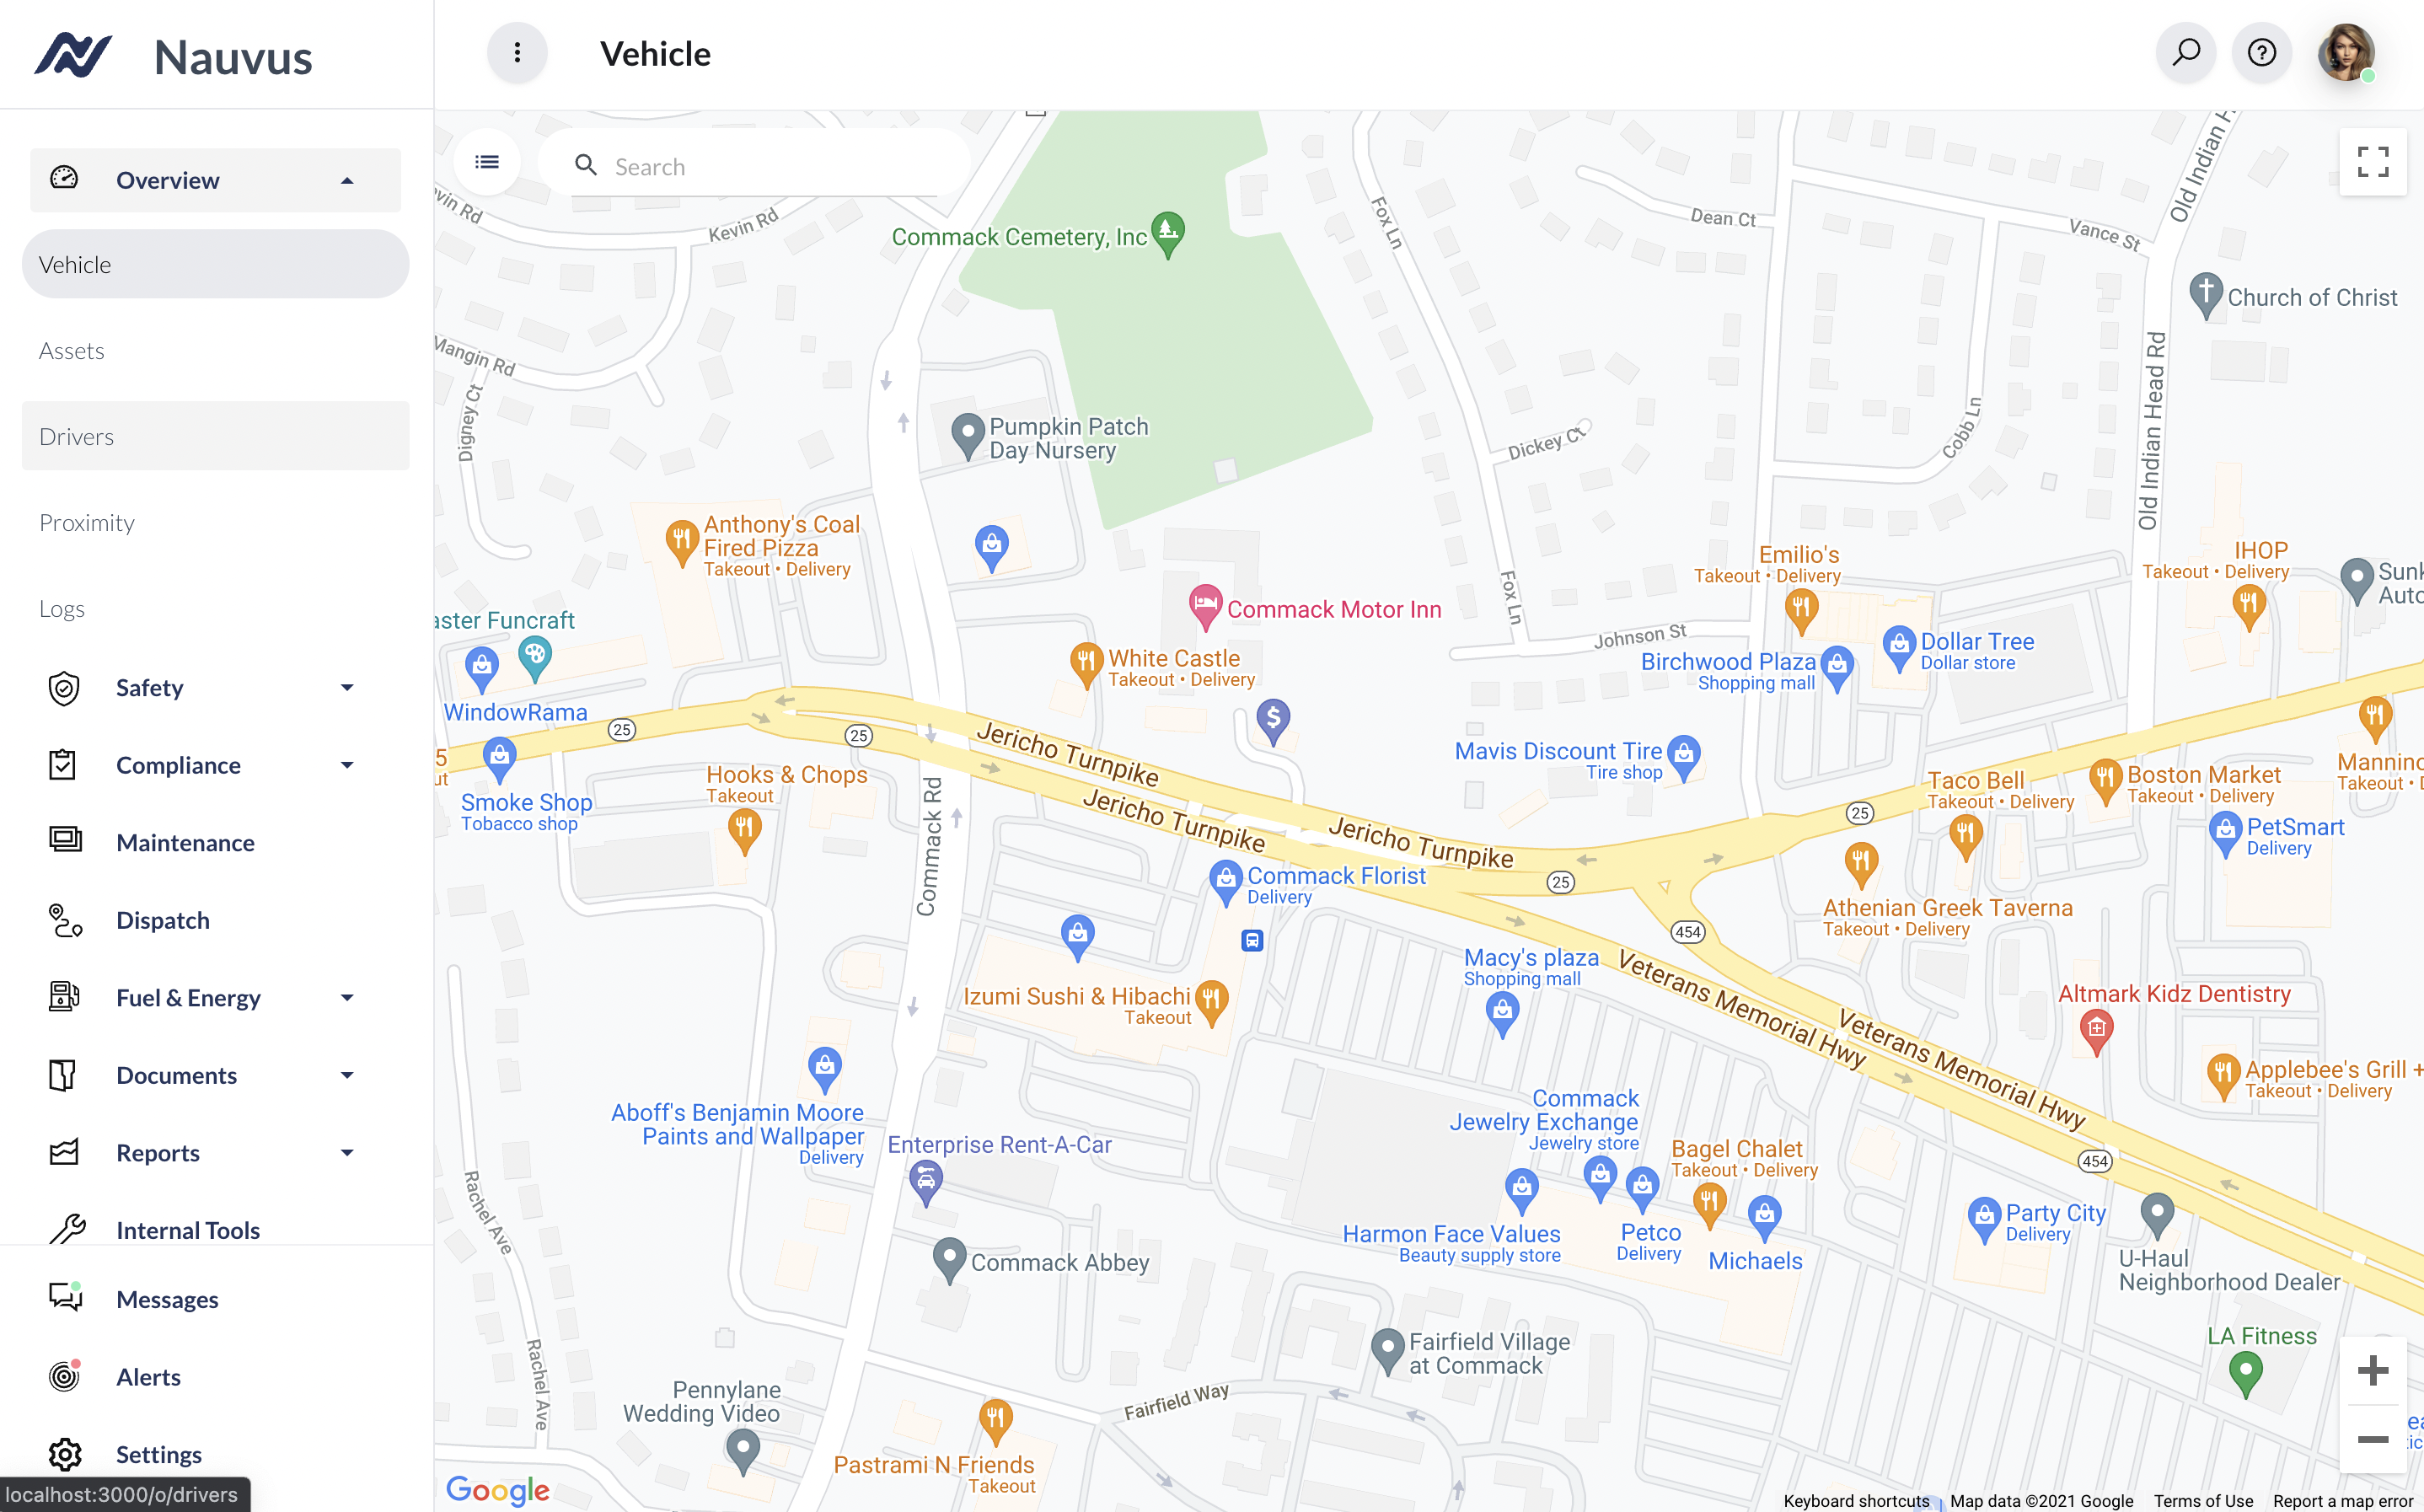 Nauvus
Vehicle
Overview
Vehicle
Assets
Drivers
Proximity
Logs
Safety
Compliance
Maintenance
Dispatch
Fuel & Energy
Documents
Reports
Internal Tools
Messages
Alerts
Settings
localhost:3000/o/drivers
Search
Kevin Rd
Mangin Rd
Digney Ct
Commack Cemetery, Inc
Fox Ln
Dean Ct
Vance St
Old Indian
Church of Christ
Old Indian Head Rd
Cobb Ln
Dickey Ct
Pumpkin Patch
Day Nursery
Anthony's Coal
Fired Pizza
Takeout • Delivery
Commack Motor Inn
Fox Ln
Johnson St
Emilio's
Takeout • Delivery
IHOP
Takeout • Delivery
Dollar Tree
Dollar store
Birchwood Plaza
Shopping mall
aster Funcraft
WindowRama
White Castle
Takeout • Delivery
25
25
Smoke Shop
Tobacco shop
Hooks & Chops
Takeout
Jericho Turnpike
Jericho Turnpike
Jericho Turnpike
Mavis Discount Tire
Tire shop
25
25
Taco Bell
Takeout • Delivery
Boston Market
Takeout • Delivery
PetSmart
Delivery
Commack Rd
Commack Florist
Delivery
454
Athenian Greek Taverna
Takeout • Delivery
Macy's plaza
Shopping mall
Veterans Memorial Hwy
Veterans Memorial Hwy
Altmark Kidz Dentistry
Izumi Sushi & Hibachi
Takeout
Applebee's Grill +
Takeout • Delivery
Aboff's Benjamin Moore
Paints and Wallpaper
Delivery
Enterprise Rent-A-Car
Commack
Jewelry Exchange
Jewelry store
Bagel Chalet
Takeout • Delivery
454
Harmon Face Values
Beauty supply store
Petco
Delivery
Michaels
Party City
Delivery
U-Haul
Neighborhood Dealer
Rachel Ave
Rachel Ave
Commack Abbey
Fairfield Village
at Commack
LA Fitness
Fairfield Way
Pennylane
Wedding Video
Pastrami N Friends
Takeout
Google
Keyboard shortcuts
Map data ©2021 Google
Terms of Use
Report a map error